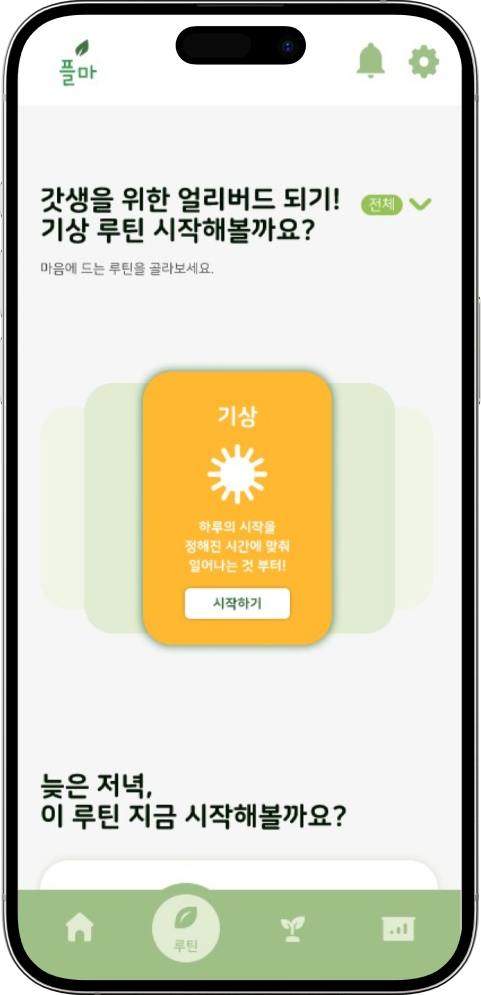 플마
갓생을 위한 얼리버드 되기!
전체
기상 루틴 시작해볼까요?
마음에 드는 루틴을 골라보세요.
기상
하루의 시작을
정해진 시간에 맞춰
일어나는 것 부터!
시작하기
늦은 저녁,
이 루틴 지금 시작해볼까요?
루틴